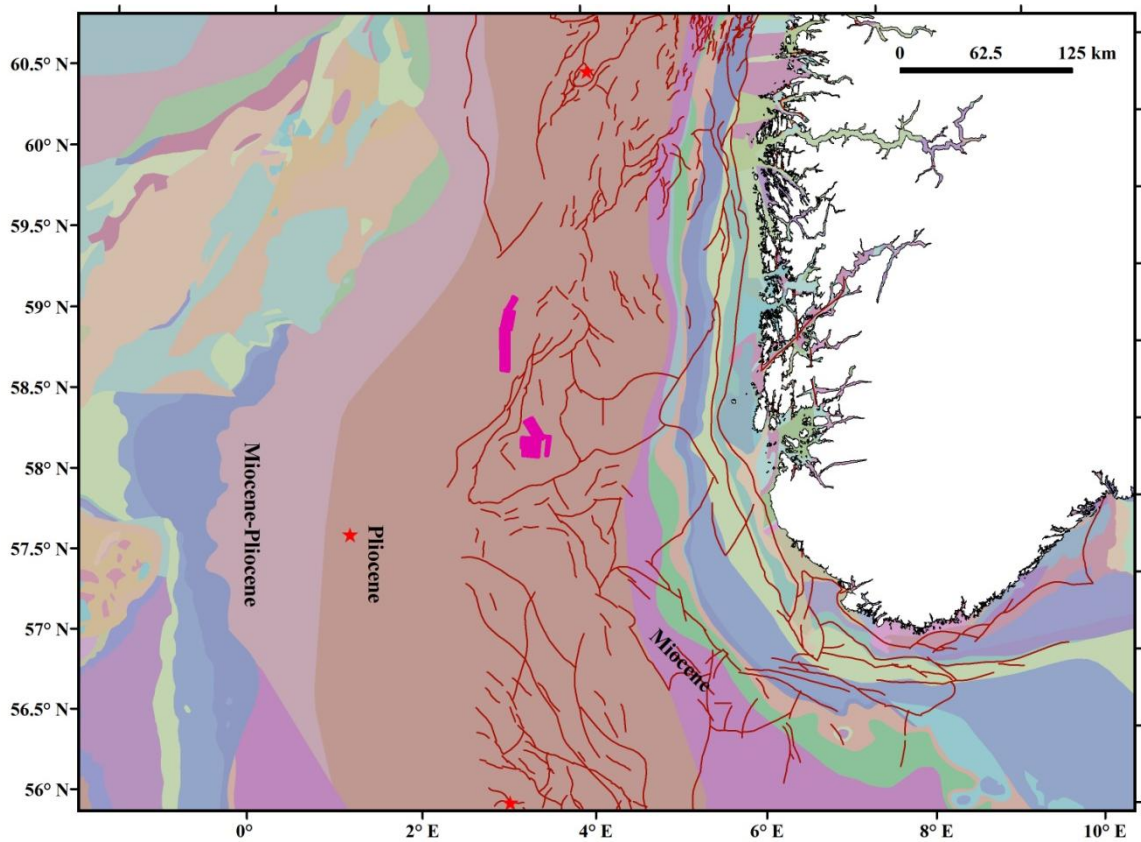 0 62.5 125 km
60.5° N
60° N
59.5° N
59° N
58.5° N
58° N
57.5° N
57° N
56.5° N
56° N
Miocene-Pliocene
Pliocene
Miocene
0° 2° E 4° E 6° E 8° E 10° E